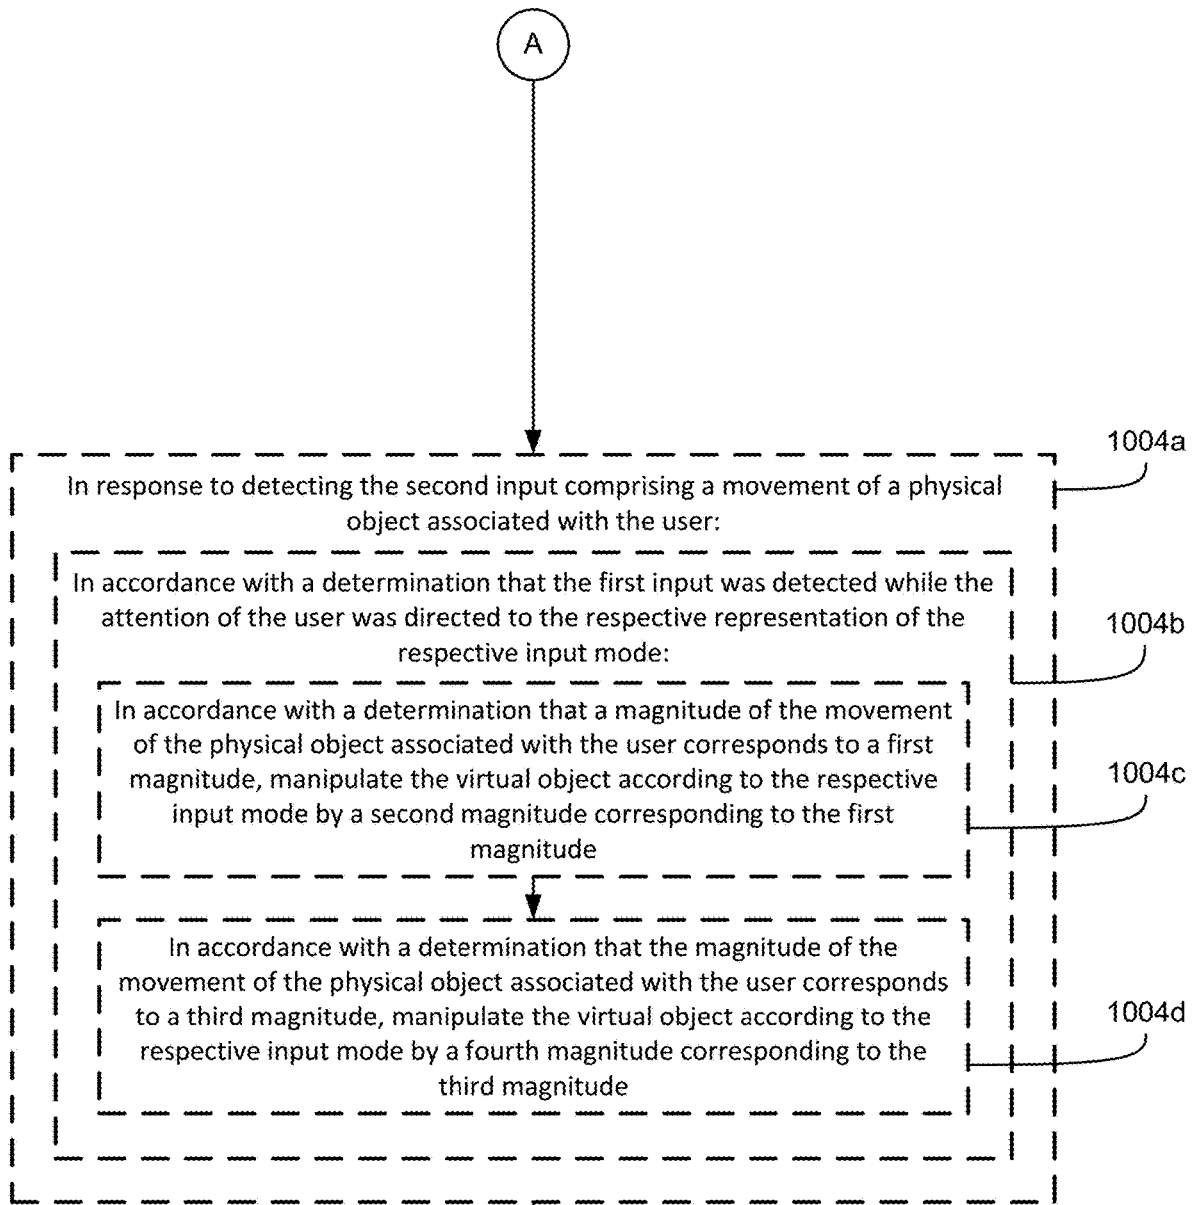 A
1004a
In response to detecting the second input comprising a movement of a physical
object associated with the user:
In accordance with a determination that the first input was detected while the
attention of the user was directed to the respective representation of the
respective input mode:
1004b
In accordance with a determination that a magnitude of the movement
of the physical object associated with the user corresponds to a first
magnitude, manipulate the virtual object according to the respective
input mode by a second magnitude corresponding to the first
magnitude
1004c
In accordance with a determination that the magnitude of the
movement of the physical object associated with the user corresponds
to a third magnitude, manipulate the virtual object according to the
respective input mode by a fourth magnitude corresponding to the
third magnitude
1004d